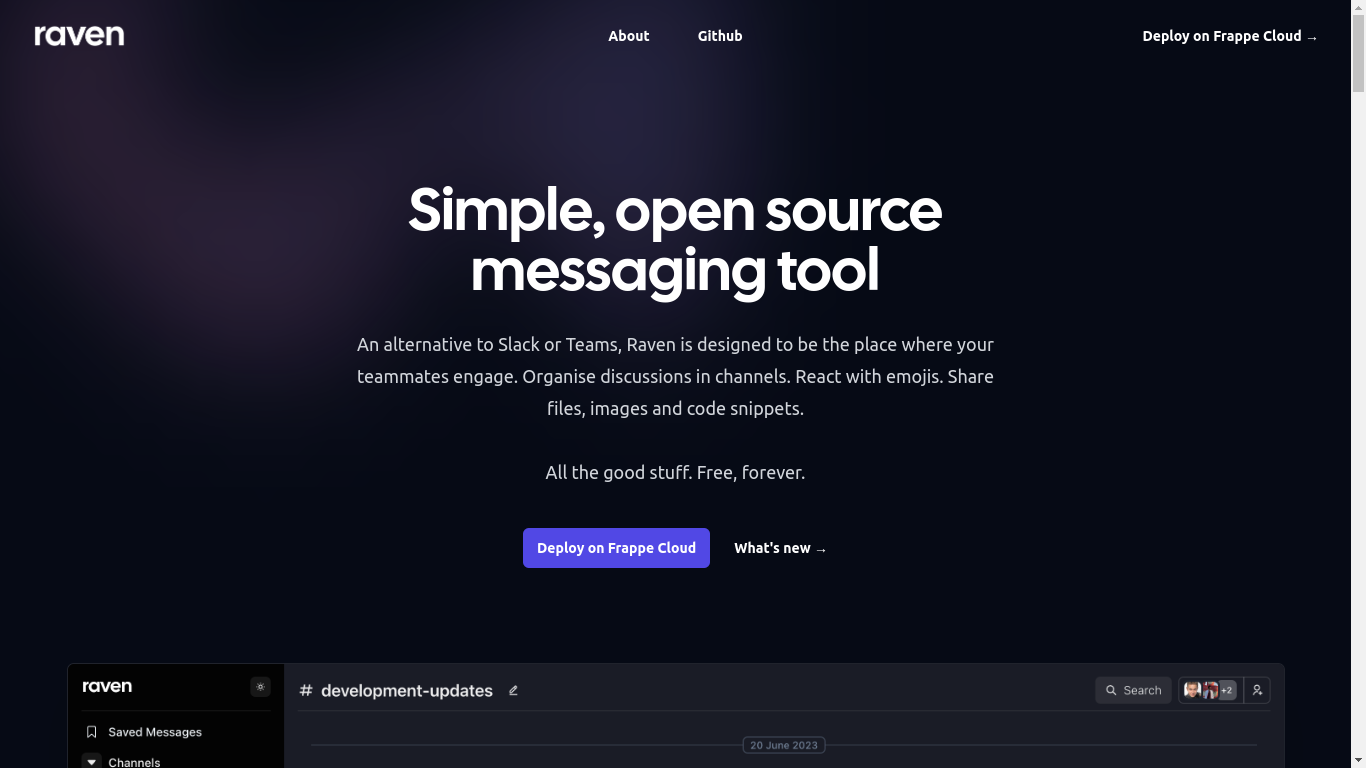 raven
About
Github
Deploy on Frappe Cloud →
Simple, open source
messaging tool
An alternative to Slack or Teams, Raven is designed to be the place where your
teammates engage. Organise discussions in channels. React with emojis. Share
files, images and code snippets.
All the good stuff. Free, forever.
Deploy on Frappe Cloud
What's new →
raven
# development-updates
Search
+2
Saved Messages
20 June 2023
Channels